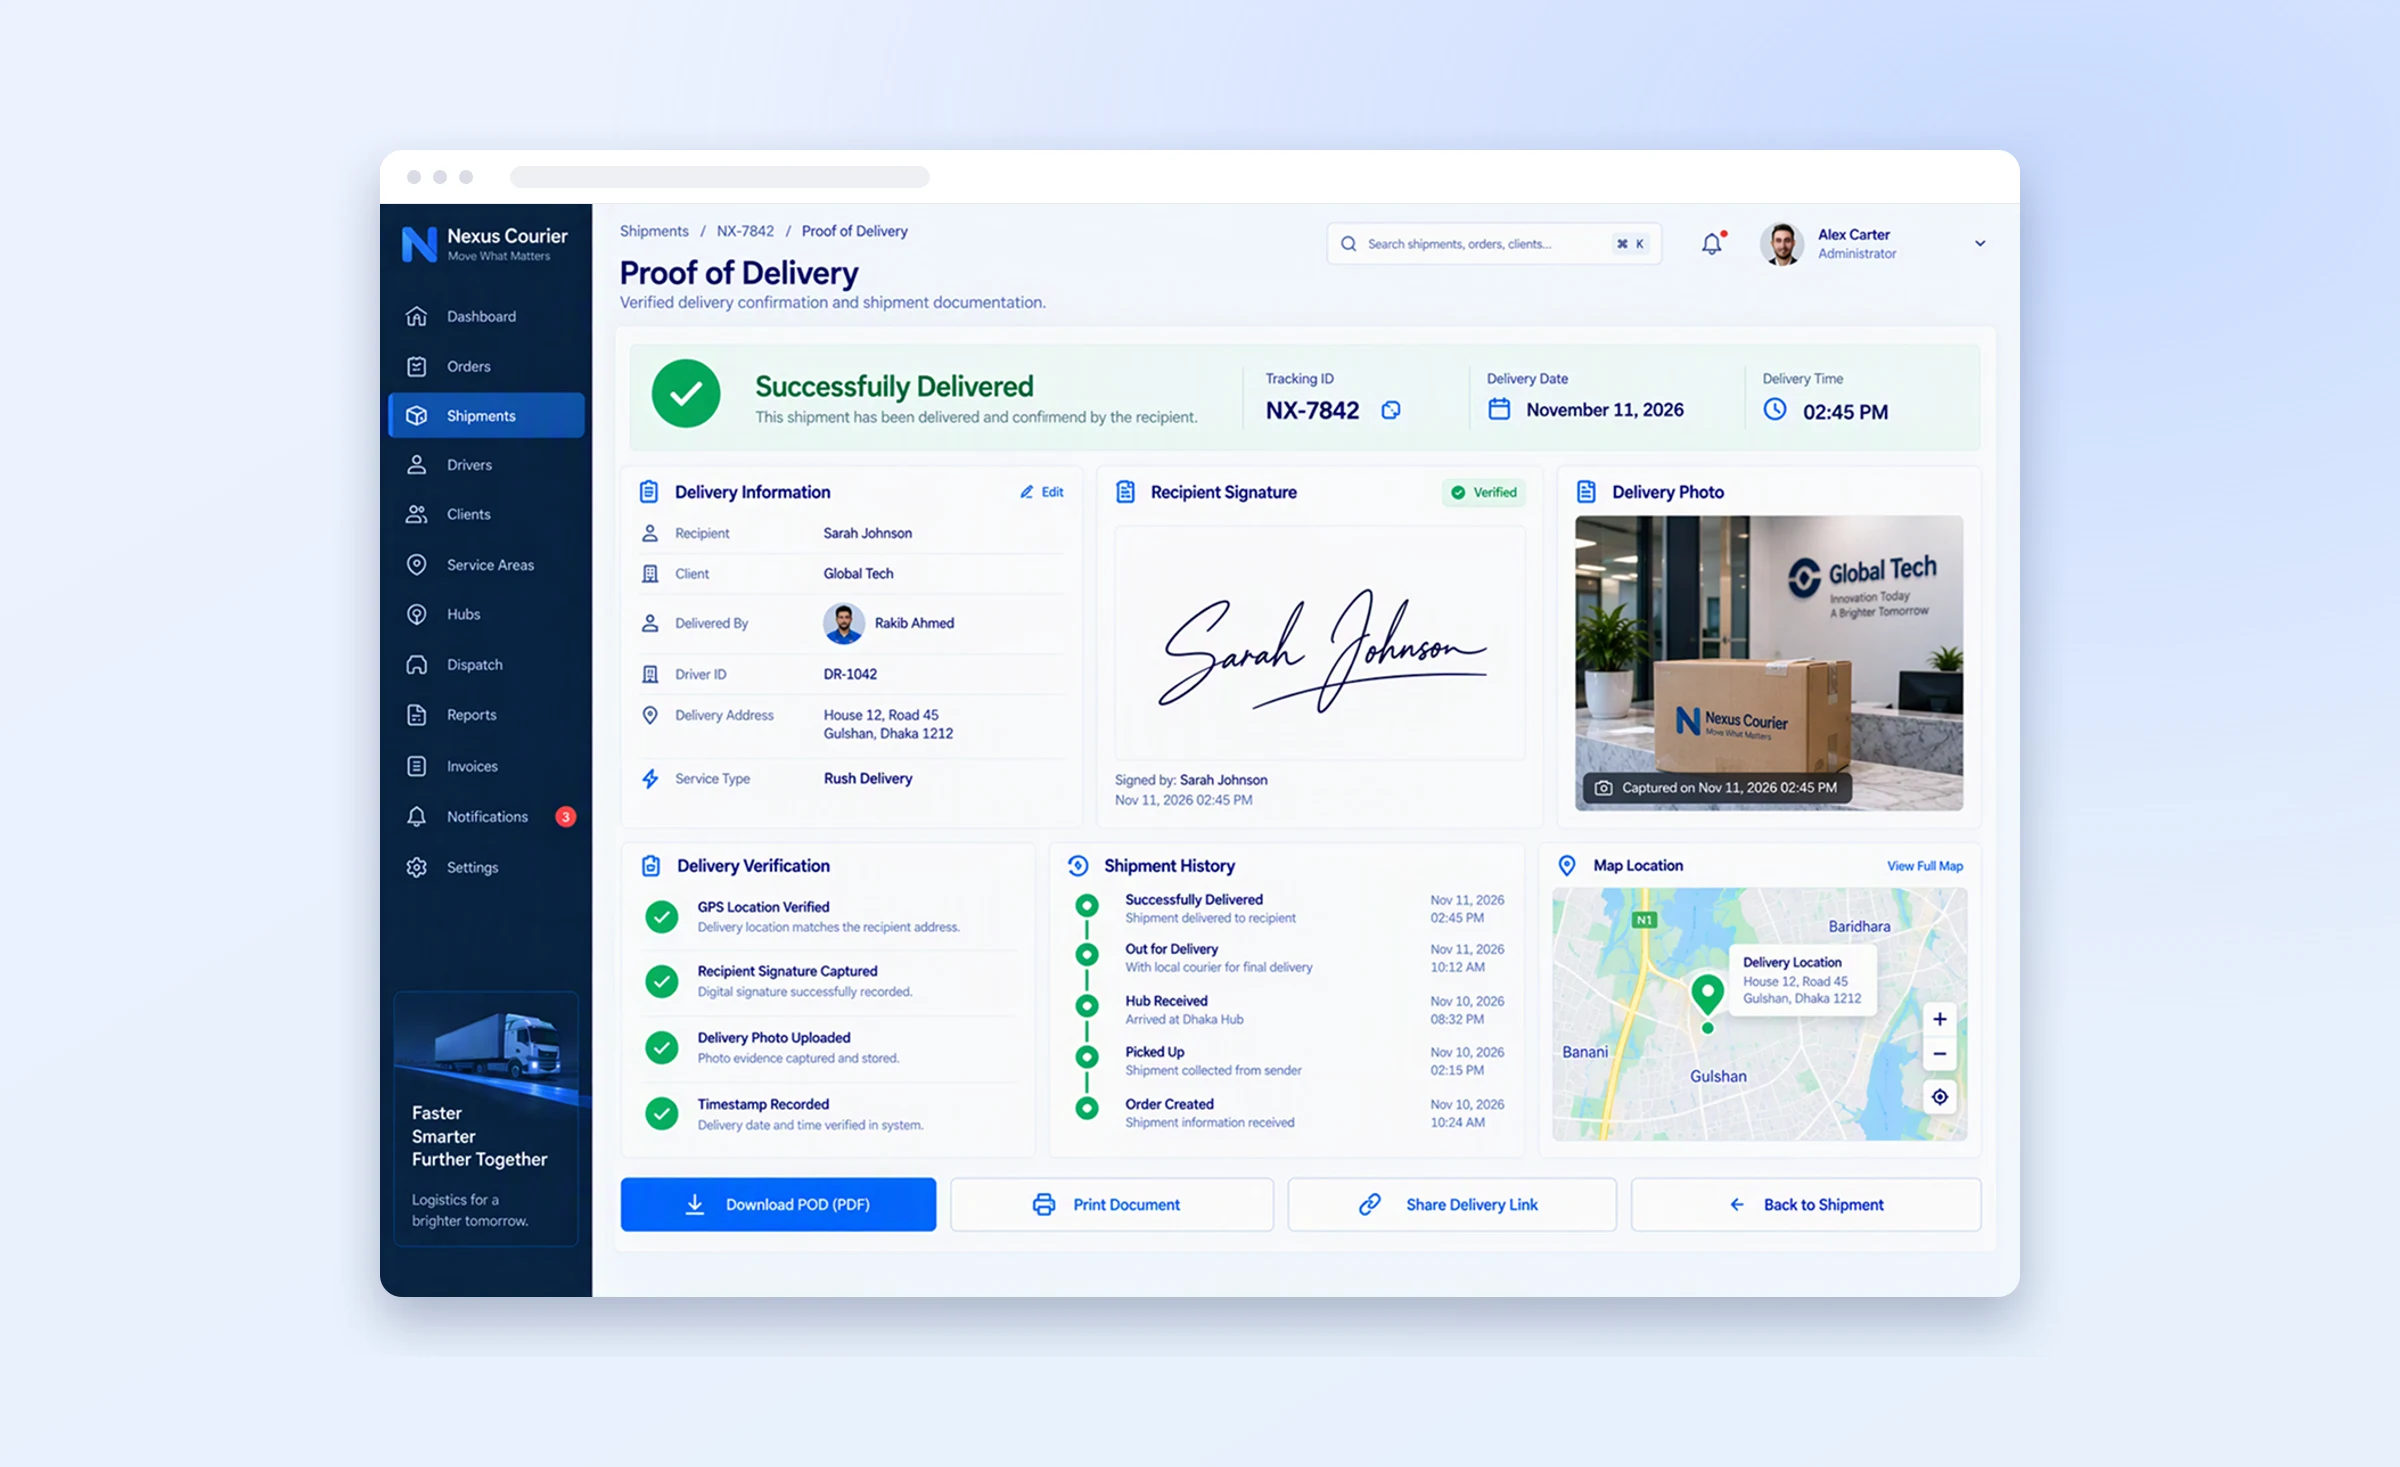 Nexus Courier
Move What Matters
Dashboard
Orders
Shipments
Drivers
Clients
Service Areas
Hubs
Dispatch
Reports
Invoices
Notifications 3
Settings
Faster
Smarter
Further Together
Logistics for a
brighter tomorrow.
Shipments / NX-7842 / Proof of Delivery
Proof of Delivery
Verified delivery confirmation and shipment documentation.
Search shipments, orders, clients... ⌘ K
Alex Carter
Administrator
Successfully Delivered
This shipment has been delivered and confirmend by the recipient.
Tracking ID
NX-7842
Delivery Date
November 11, 2026
Delivery Time
02:45 PM
Delivery Information Edit
Recipient Sarah Johnson
Client Global Tech
Delivered By Rakib Ahmed
Driver ID DR-1042
Delivery Address House 12, Road 45
Gulshan, Dhaka 1212
Service Type Rush Delivery
Recipient Signature Verified
Sarah Johnson
Signed by: Sarah Johnson
Nov 11, 2026 02:45 PM
Delivery Photo
Global Tech
Innovation Today
A Brighter Tomorrow
Nexus Courier
Move What Matters
Captured on Nov 11, 2026 02:45 PM
Delivery Verification
GPS Location Verified
Delivery location matches the recipient address.
Recipient Signature Captured
Digital signature successfully recorded.
Delivery Photo Uploaded
Photo evidence captured and stored.
Timestamp Recorded
Delivery date and time verified in system.
Shipment History
Successfully Delivered Nov 11, 2026
Shipment delivered to recipient 02:45 PM
Out for Delivery Nov 11, 2026
With local courier for final delivery 10:12 AM
Hub Received Nov 10, 2026
Arrived at Dhaka Hub 08:32 PM
Picked Up Nov 10, 2026
Shipment collected from sender 02:15 PM
Order Created Nov 10, 2026
Shipment information received 10:24 AM
Map Location View Full Map
N1
Baridhara
Delivery Location
House 12, Road 45
Gulshan, Dhaka 1212
Banani
Gulshan
Download POD (PDF)
Print Document
Share Delivery Link
Back to Shipment